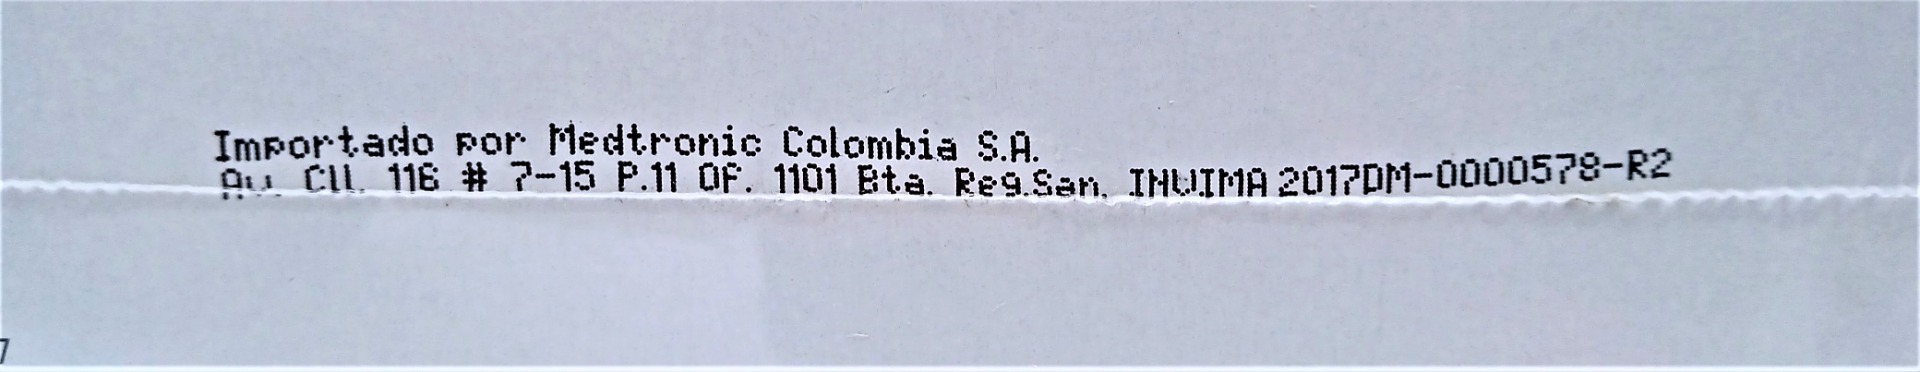 Importado por Medtronic Colombia S.A.
Av. Cll. 116 # 7-15 P.11 OF. 1101 Bta. Reg.San. INVIMA 2017DM-0000578-R2
7